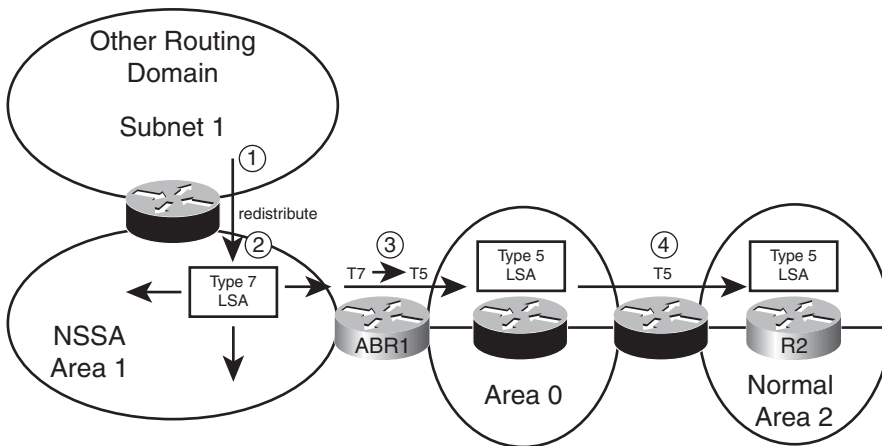 Other Routing
Domain
Subnet 1
①
redistribute
②
Type 7
LSA
NSSA
Area 1
③
T7
T5
ABR1
Type 5
LSA
Area 0
④
T5
Type 5
LSA
R2
Normal
Area 2